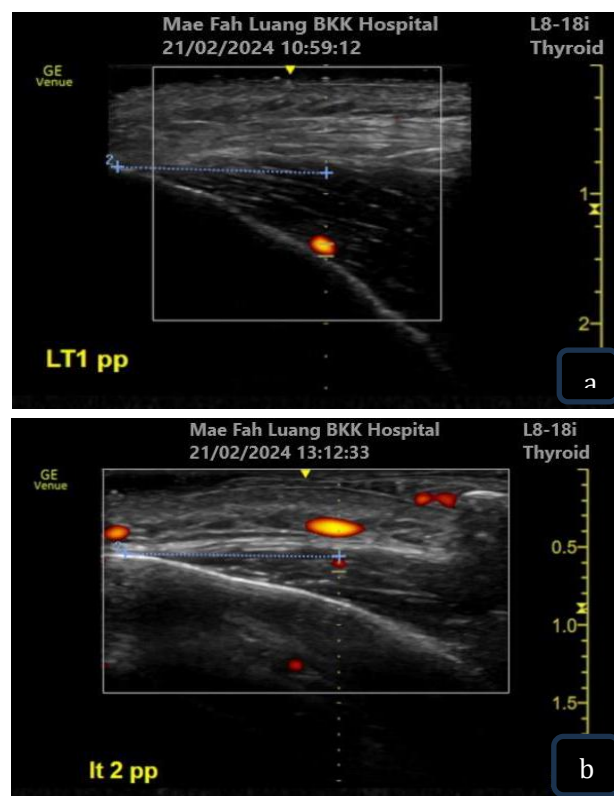 Mae Fah Luang BKK Hospital
21/02/2024 10:59:12
L8-18i
Thyroid
GE
Venue
2
1
2
LT1 pp
a
Mae Fah Luang BKK Hospital
21/02/2024 13:12:33
L8-18i
Thyroid
GE
Venue
0.5
1.0
1.5
lt 2 pp
b